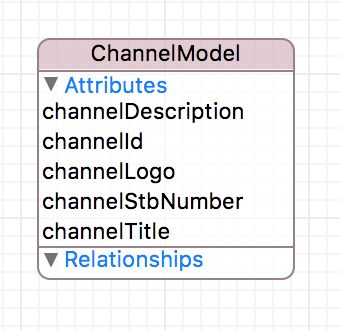 ChannelModel
Attributes
channelDescription
channelId
channelLogo
channelStbNumber
channelTitle
Relationships